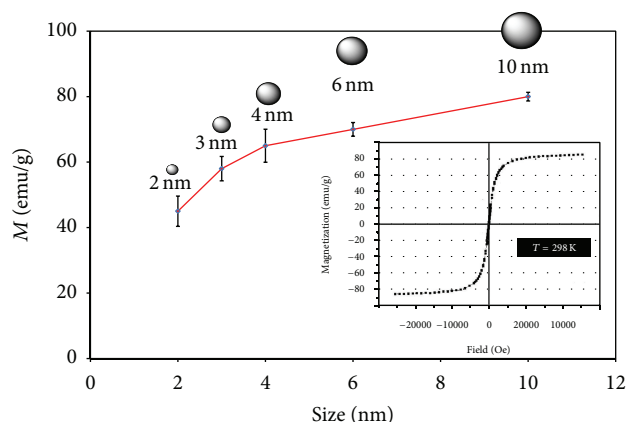 100
80
60
40
20
0
M (emu/g)
2 nm
3 nm
4 nm
6 nm
10 nm
0 2 4 6 8 10 12
Size (nm)
80
60
40
20
0
−20
−40
−60
−80
Magnetization (emu/g)
T = 298 K
−20000 −10000 0 20000 10000
Field (Oe)